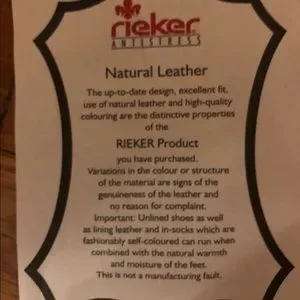 rieker
ANTISTRESS
Natural Leather
The up-to-date design, excellent fit,
use of natural leather and high-quality
colouring are the distinctive properties
of the
RIEKER Product
you have purchased.
Variations in the colour or structure
of the material are signs of the
genuineness of the leather and
no reason for complaint.
Important: Unlined shoes as well
as lining leather and in-socks which are
fashionably self-coloured can run when
combined with the natural warmth
and moisture of the feet.
This is not a manufacturing fault.